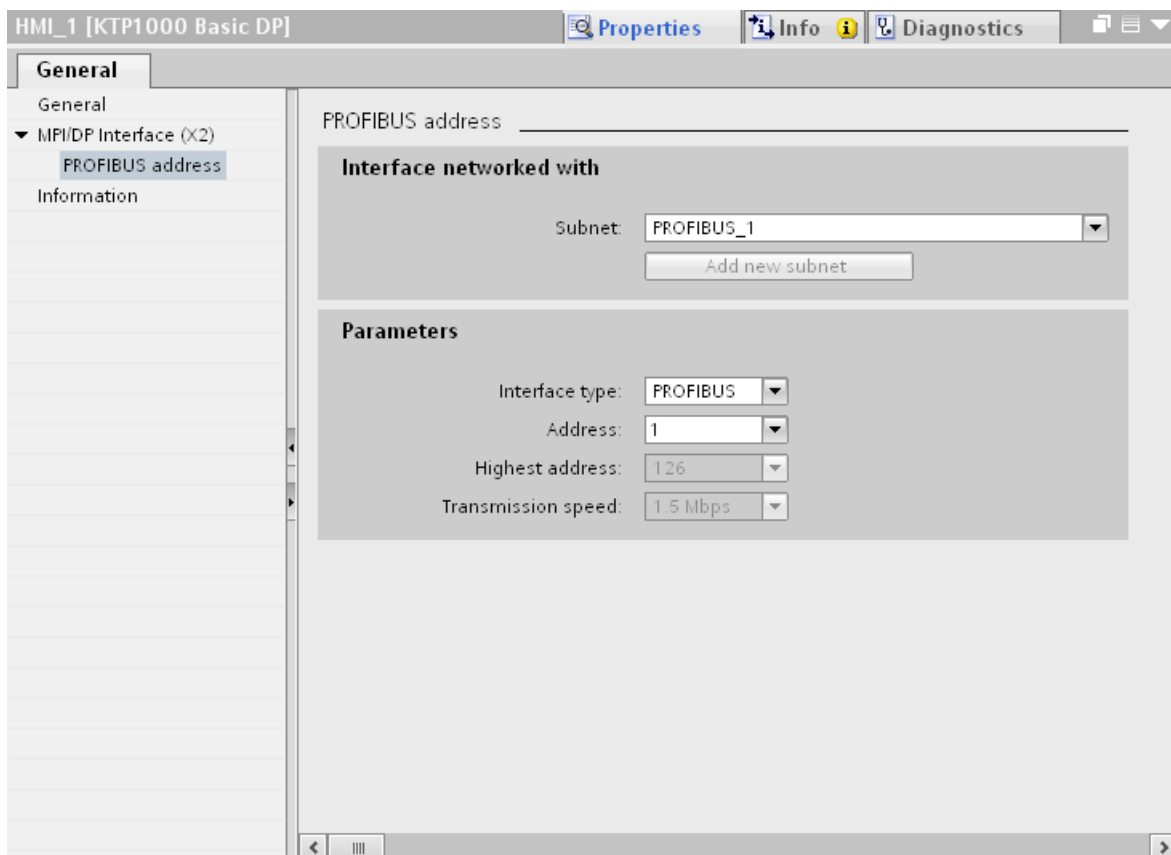 HMI_1 [KTP1000 Basic DP]
Properties
Info
Diagnostics
General
General
MPI/DP Interface (X2)
PROFIBUS address
Information
PROFIBUS address
Interface networked with
Subnet: PROFIBUS_1
Add new subnet
Parameters
Interface type: PROFIBUS
Address: 1
Highest address: 126
Transmission speed: 1.5 Mbps